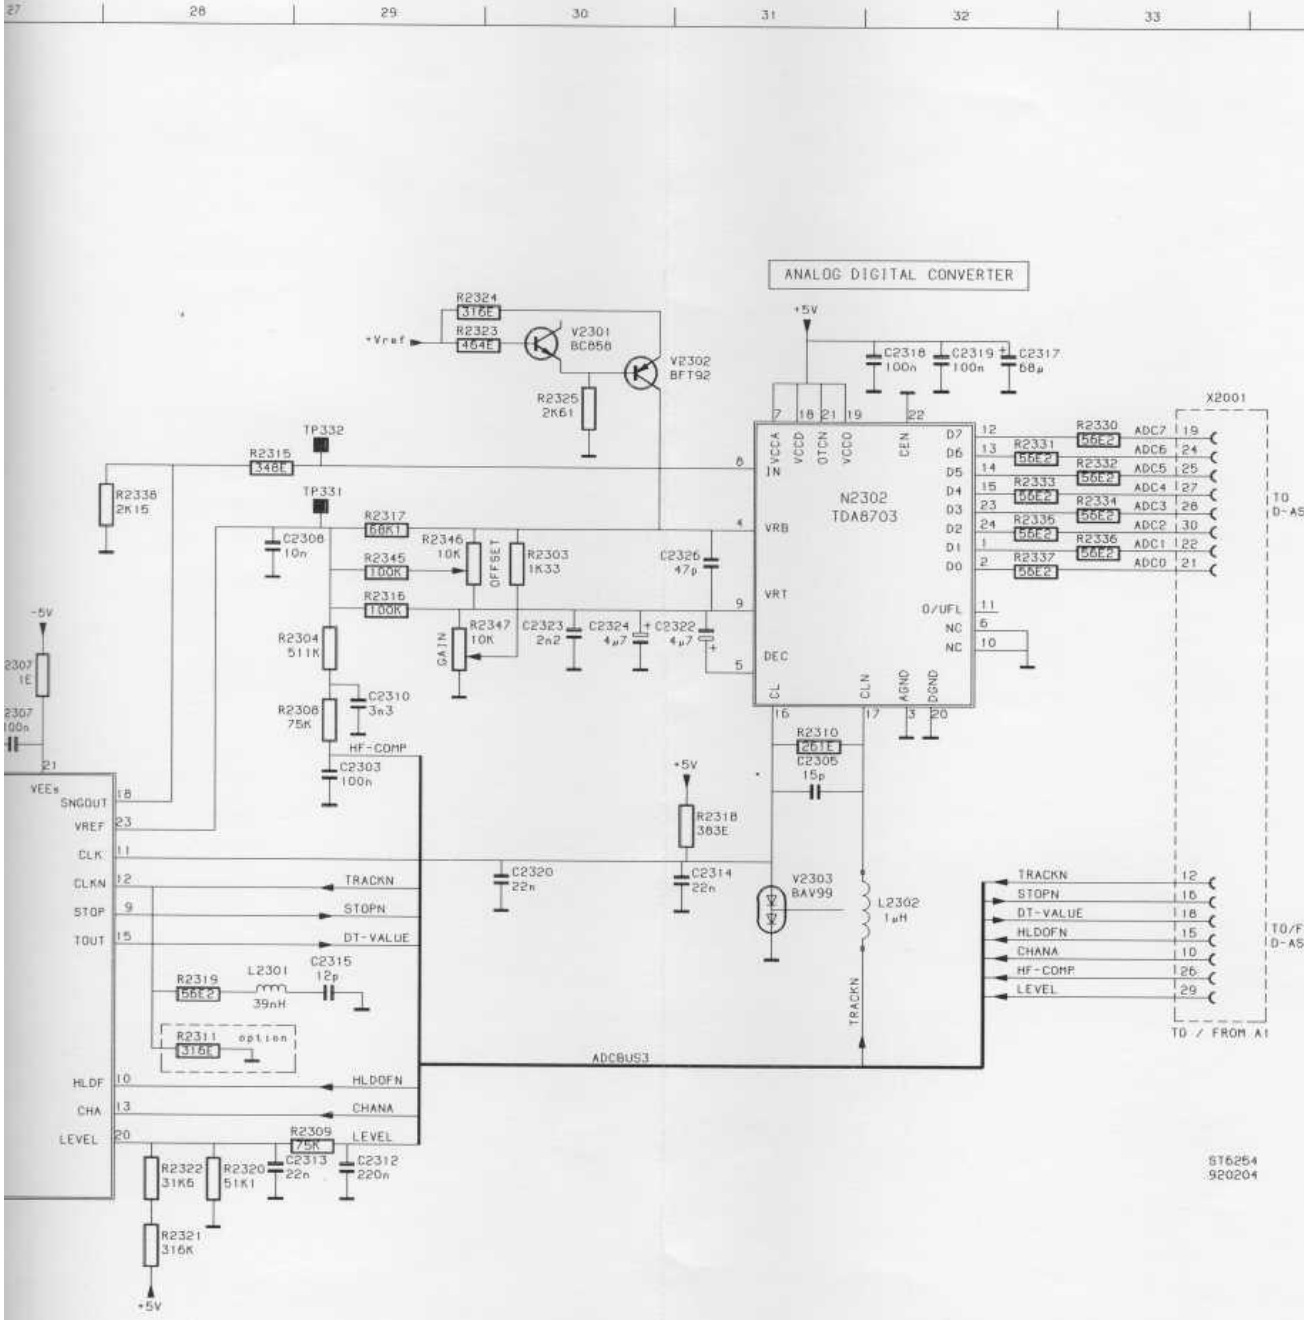 27 28 29 30 31 32 33
ANALOG DIGITAL CONVERTER
+5V
R2324
316E
R2323
464E
+Vref
V2301
BC858
V2302
BFT92
R2325
2K61
C2318
100n
C2319
100n
+ C2317
68µ
X2001
TP332
R2315
348E
R2338
2K15
TP331
C2308
10n
R2317
68K1
R2345
100K
R2316
100K
R2346
10K
OFFSET
R2303
1K33
C2326
47p
R2347
10K
GAIN
C2323
2n2
C2324
4µ7
+
C2322
4µ7
+
7 18 21 19 22
VCCA VCCD OTCN VCCO CEN
8 IN
4 VRB
VRT
9
5 DEC
N2302
TDA8703
D7 12 R2330 56E2 ADC7 19
D6 13 R2331 56E2 ADC6 24
D5 14 R2332 56E2 ADC5 25
D4 15 R2333 56E2 ADC4 27
D3 23 R2334 56E2 ADC3 28
D2 24 R2335 56E2 ADC2 30
D1 1 R2336 56E2 ADC1 22
D0 2 R2337 56E2 ADC0 21
O/UFL 11
NC 6
NC 10
CL CLN AGND DGND
16 17 3 20
TO
D-AS
-5V
2307
1E
2307
100n
21
R2304
511K
R2308
75K
C2310
3n3
HF-COMP
C2303
100n
R2310
261E
C2305
15p
+5V
R2318
383E
VEEs
SNGOUT 18
VREF 23
CLK 11
CLKN 12
STOP 9
TOUT 15
TRACKN
STOPN
DT-VALUE
C2320
22n
C2314
22n
V2303
BAV99
L2302
1µH
TRACKN
TRACKN 12
STOPN 16
DT-VALUE 18
HLDOFN 15
CHANA 10
HF-COMP 26
LEVEL 29
TO/F
D-AS
TO / FROM A1
R2319
56E2
L2301
39nH
C2315
12p
R2311
316E
option
ADCBUS3
HLDF 10 HLDOFN
CHA 13 CHANA
LEVEL 20 LEVEL
R2309
75K
R2322
31K6
R2320
51K1
C2313
22n
C2312
220n
R2321
316K
+5V
ST6254
920204